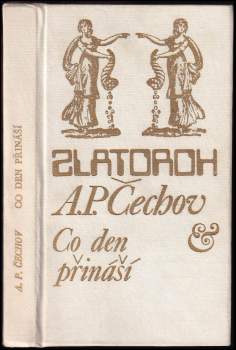 A. P. ČECHOV CO DEN PŘINÁŠÍ
ZLATOROH
A.P. Čechov
Co den &
přináší